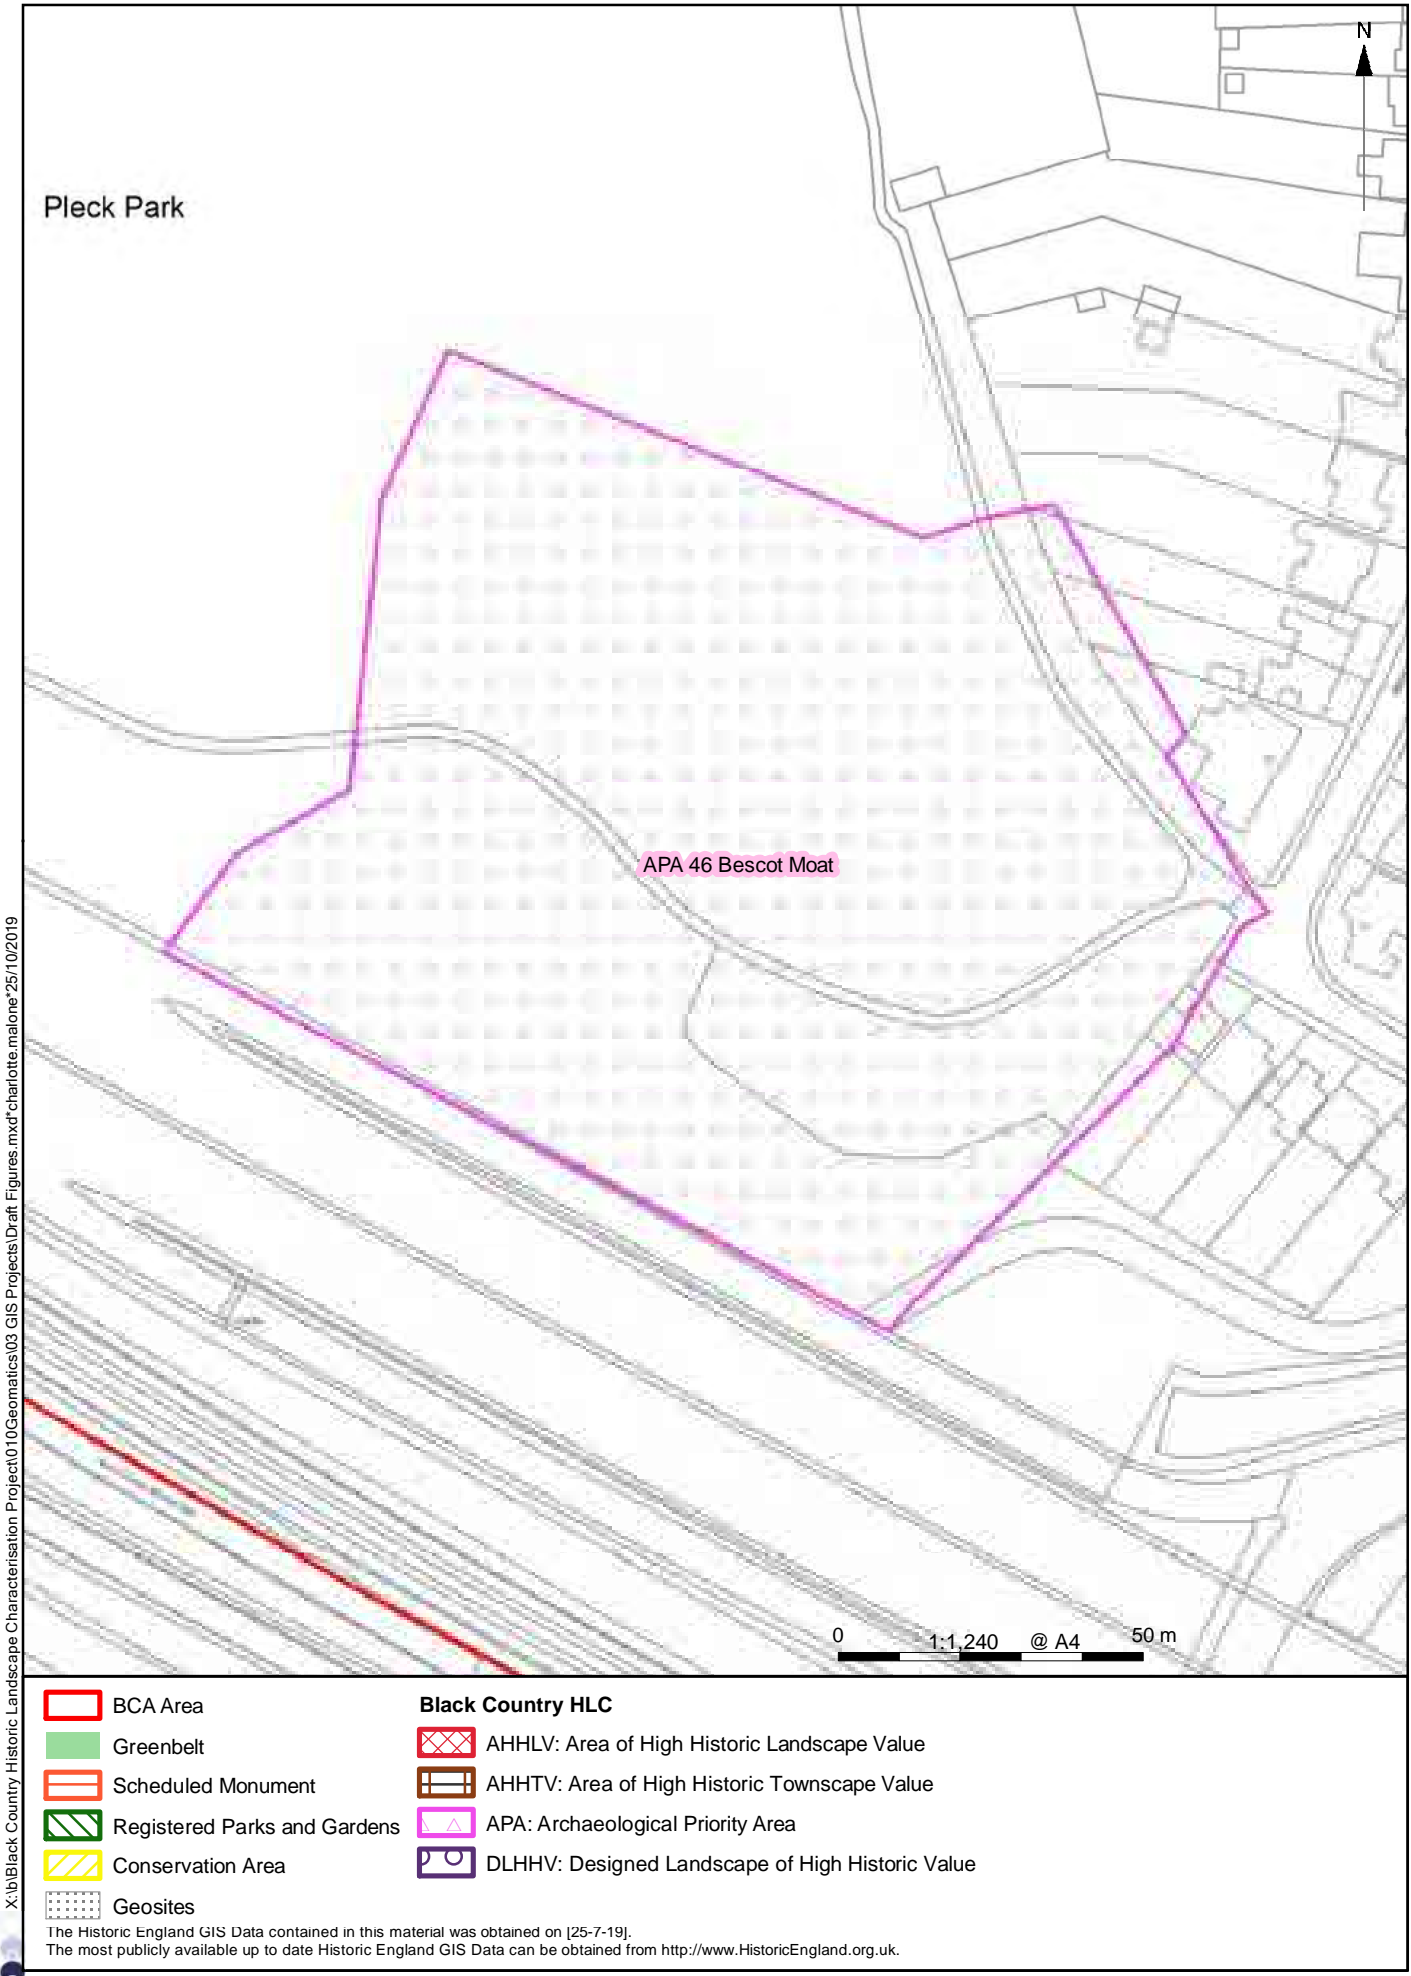 N
Pleck Park
APA 46 Bescot Moat
0 1:1,240 @ A4 50 m
X:\b\Black Country Historic Landscape Characterisation Project\010Geomatics\03 GIS Projects\Draft Figures.mxd*charlotte.malone*25/10/2019
BCA Area
Greenbelt
Scheduled Monument
Registered Parks and Gardens
Conservation Area
Geosites
Black Country HLC
AHHLV: Area of High Historic Landscape Value
AHHTV: Area of High Historic Townscape Value
APA: Archaeological Priority Area
DLHHV: Designed Landscape of High Historic Value
The Historic England GIS Data contained in this material was obtained on [25-7-19].
The most publicly available up to date Historic England GIS Data can be obtained from http://www.HistoricEngland.org.uk.